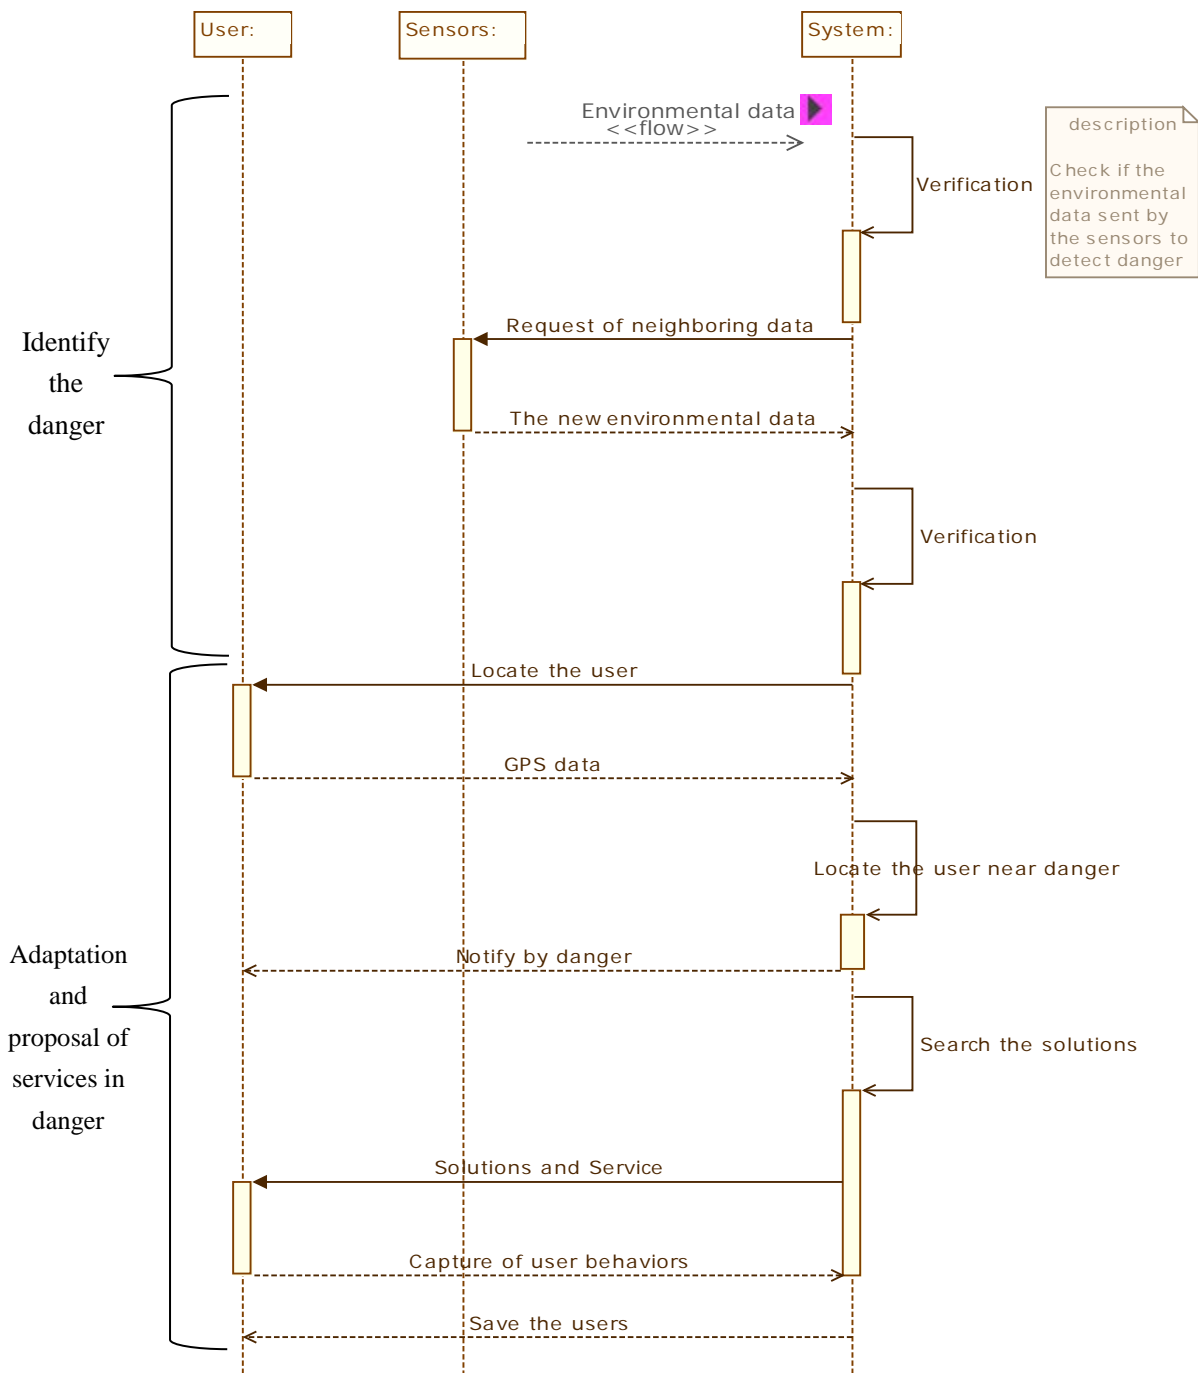 User:
Sensors:
System:
Environmental data
<<flow>>
description
Check if the
environmental
data sent by
the sensors to
detect danger
Verification
Request of neighboring data
Identify
the
danger
The new environmental data
Verification
Locate the user
GPS data
Locate the user near danger
Notify by danger
Adaptation
and
proposal of
services in
danger
Search the solutions
Solutions and Service
Capture of user behaviors
Save the users